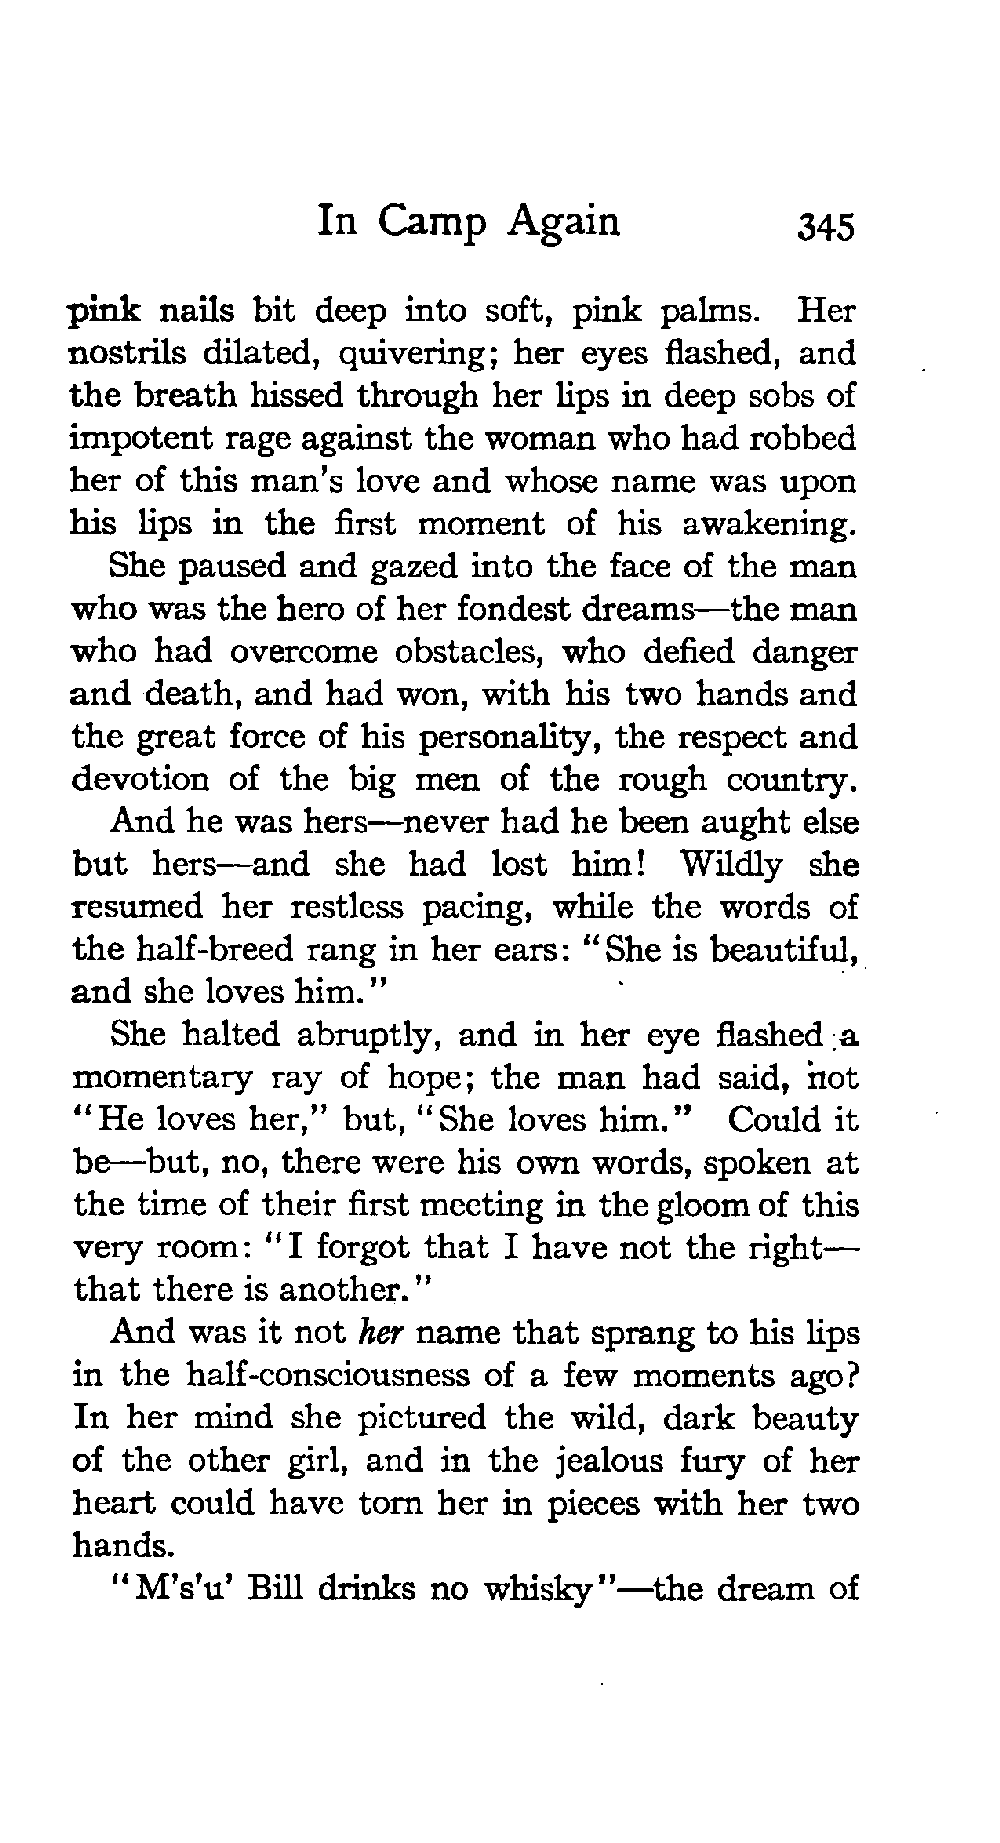 In Camp Again 345
pink nails bit deep into soft, pink palms. Her
nostrils dilated, quivering; her eyes flashed, and
the breath hissed through her lips in deep sobs of
impotent rage against the woman who had robbed
her of this man's love and whose name was upon
his lips in the first moment of his awakening.
She paused and gazed into the face of the man
who was the hero of her fondest dreams—the man
who had overcome obstacles, who defied danger
and death, and had won, with his two hands and
the great force of his personality, the respect and
devotion of the big men of the rough country.
And he was hers—never had he been aught else
but hers—and she had lost him! Wildly she
resumed her restless pacing, while the words of
the half-breed rang in her ears: "She is beautiful,
and she loves him."
She halted abruptly, and in her eye flashed a
momentary ray of hope; the man had said, not
"He loves her," but, "She loves him." Could it
be—but, no, there were his own words, spoken at
the time of their first meeting in the gloom of this
very room: "I forgot that I have not the right—
that there is another."
And was it not her name that sprang to his lips
in the half-consciousness of a few moments ago?
In her mind she pictured the wild, dark beauty
of the other girl, and in the jealous fury of her
heart could have torn her in pieces with her two
hands.
"M's'u' Bill drinks no whisky"—the dream of